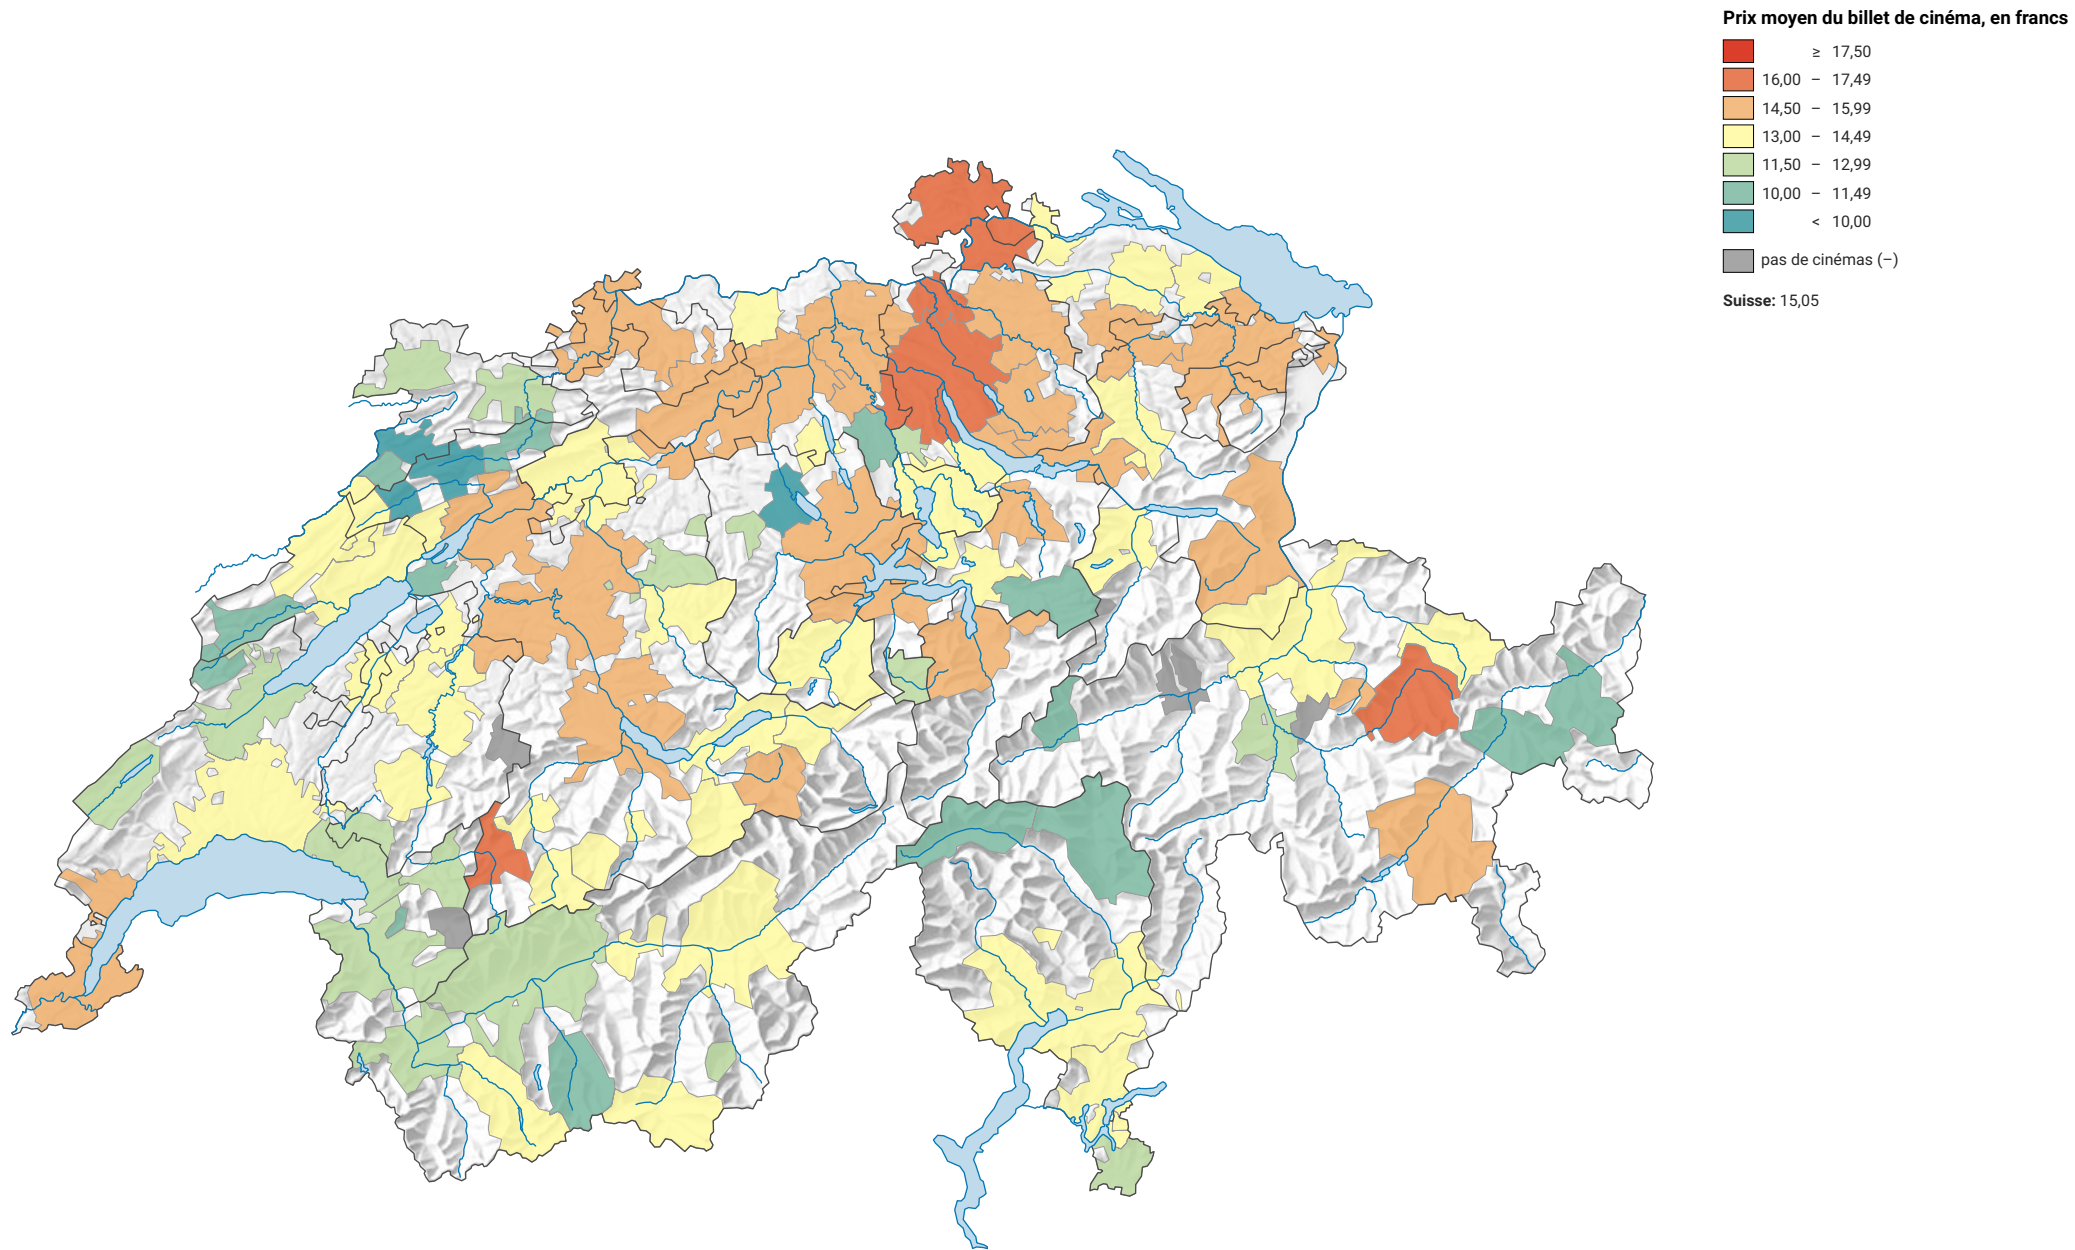 Prix moyen du billet de cinéma, en francs
≥ 17,50
16,00 – 17,49
14,50 – 15,99
13,00 – 14,49
11,50 – 12,99
10,00 – 11,49
< 10,00
pas de cinémas (–)
Suisse: 15,05